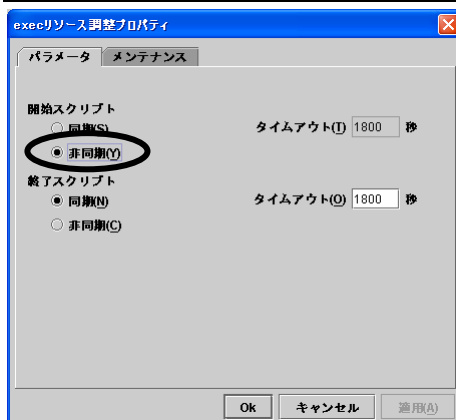 execリソース調整プロパティ
パラメータ メンテナンス
開始スクリプト
同期(S) タイムアウト(T) 1800 秒
非同期(Y)
終了スクリプト
同期(N) タイムアウト(O) 1800 秒
非同期(C)
Ok キャンセル 適用(A)